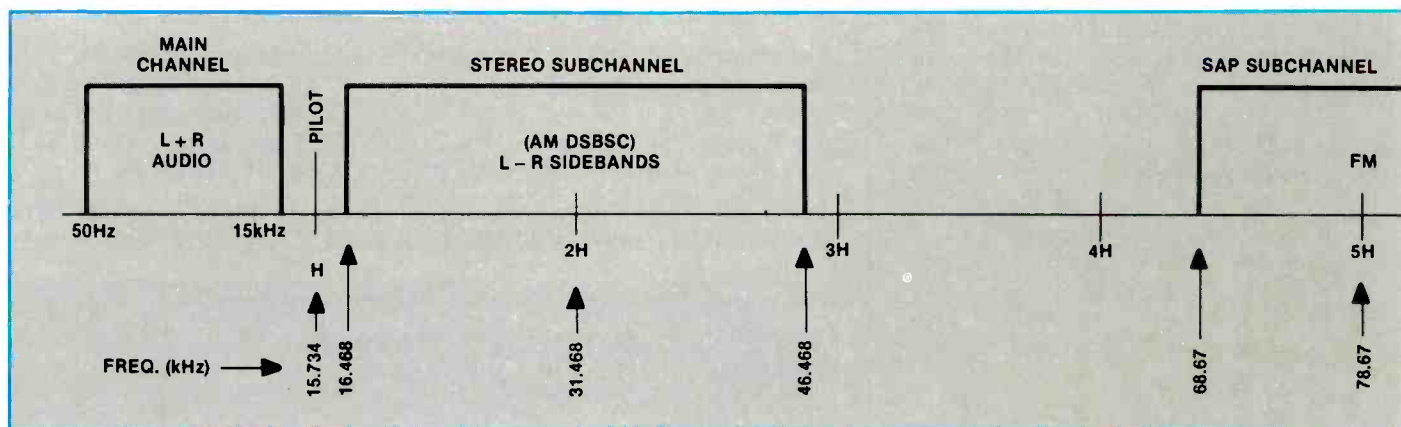 MAIN
CHANNEL
STEREO SUBCHANNEL
SAP SUBCHANNEL
L + R
AUDIO
PILOT
(AM DSBSC)
L – R SIDEBANDS
FM
50Hz
15kHz
H
2H
3H
4H
5H
FREQ. (kHz)
15.734
16.468
31.468
46.468
68.67
78.67